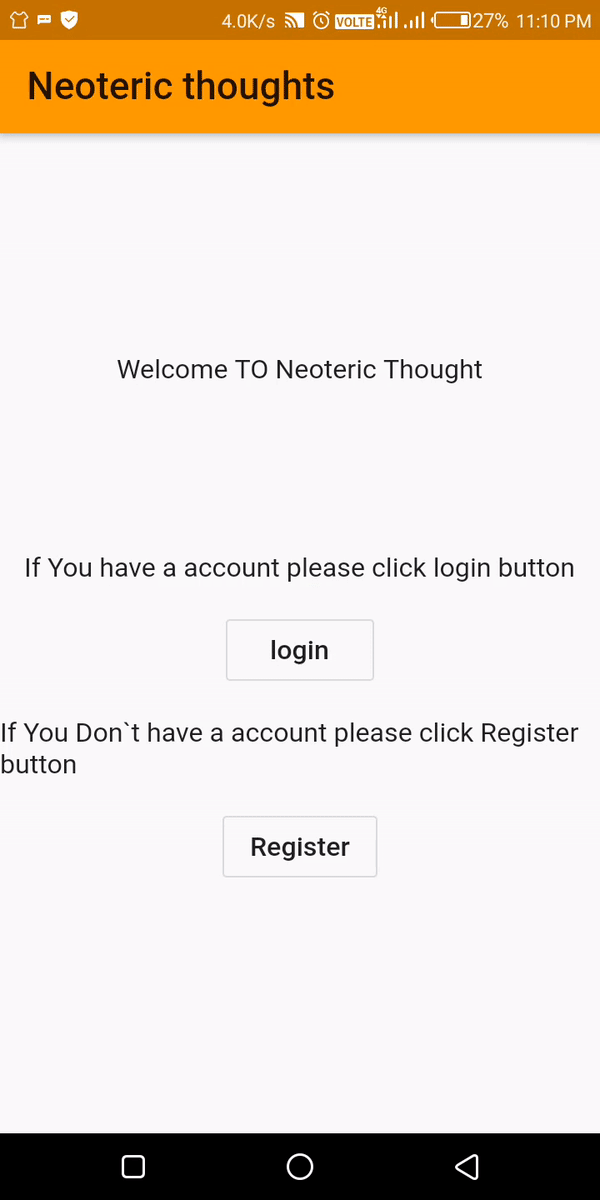 4.0K/s VOLTE 4G 27% 11:10 PM
Neoteric thoughts
Welcome TO Neoteric Thought
If You have a account please click login button
login
If You Don`t have a account please click Register
button
Register